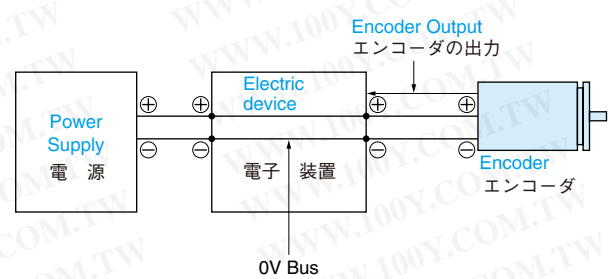 Encoder Output
エンコーダの出力
Power
Supply
電 源
Electric
device
電子 装置
Encoder
エンコーダ
0V Bus
WWW.100Y.COM.TW